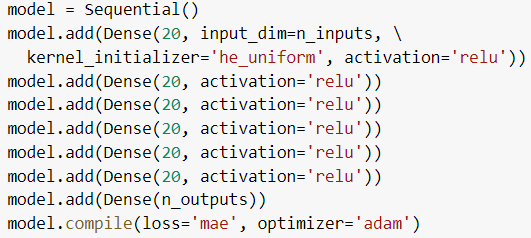 model = Sequential()
model.add(Dense(20, input_dim=n_inputs, \
  kernel_initializer='he_uniform', activation='relu'))
model.add(Dense(20, activation='relu'))
model.add(Dense(20, activation='relu'))
model.add(Dense(20, activation='relu'))
model.add(Dense(20, activation='relu'))
model.add(Dense(20, activation='relu'))
model.add(Dense(n_outputs))
model.compile(loss='mae', optimizer='adam')